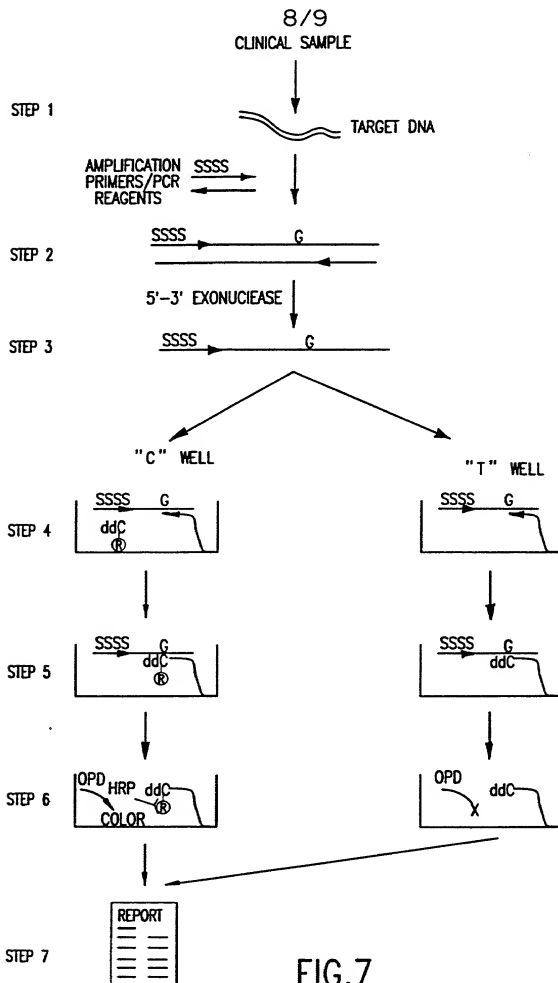 8/9
CLINICAL SAMPLE
STEP 1
TARGET DNA
AMPLIFICATION SSSS
PRIMERS/PCR
REAGENTS
SSSS G
STEP 2
5'-3' EXONUCIEASE
STEP 3
SSSS G
"C" WELL
"T" WELL
STEP 4
SSSS G
ddC
R
SSSS G
STEP 5
SSSS G
ddC
R
SSSS G
ddC
STEP 6
OPD HRP ddC
R
COLOR
OPD ddC
X
REPORT
STEP 7
FIG.7